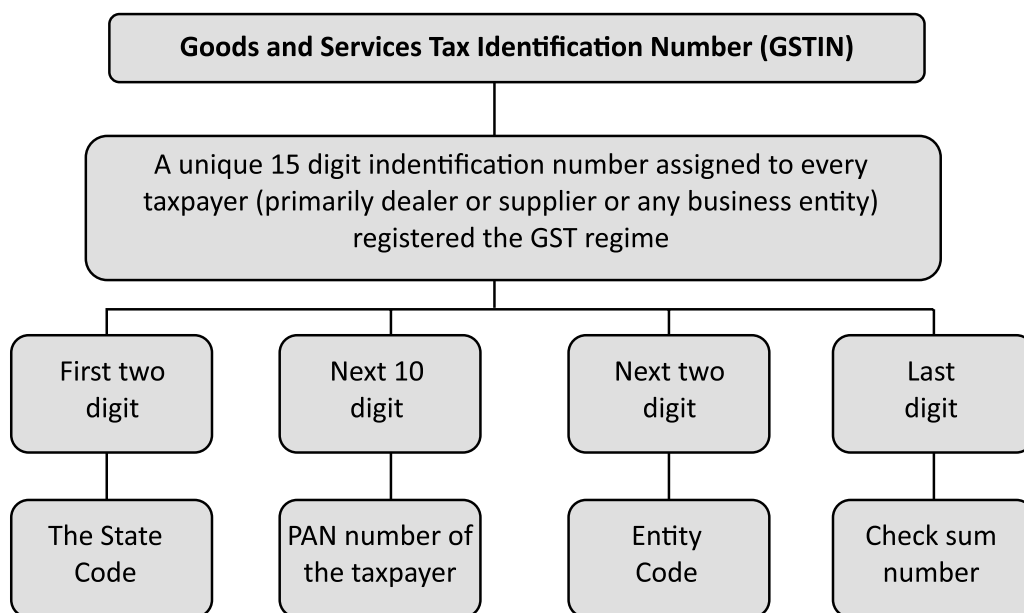 Goods and Services Tax Identification Number (GSTIN)
A unique 15 digit indentification number assigned to every
taxpayer (primarily dealer or supplier or any business entity)
registered the GST regime
First two
digit
Next 10
digit
Next two
digit
Last
digit
The State
Code
PAN number of
the taxpayer
Entity
Code
Check sum
number